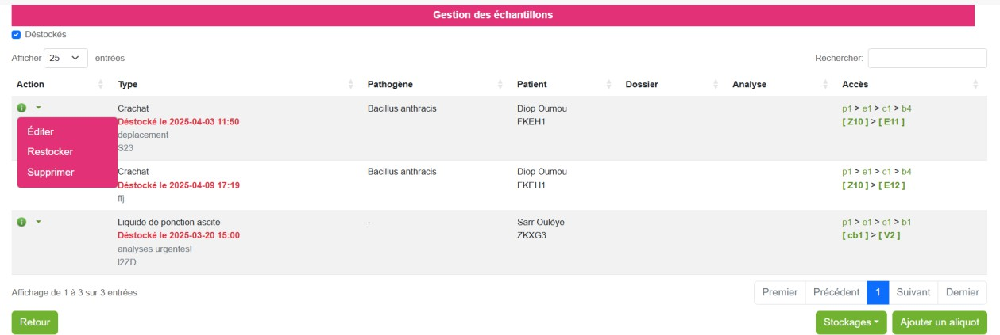 Gestion des échantillons
Déstockés
Afficher 25 entrées Rechercher:
Action Type Pathogène Patient Dossier Analyse Accès
Crachat Bacillus anthracis Diop Oumou p1 > e1 > c1 > b4
Déstocké le 2025-04-03 11:50 FKEH1 [ Z10 ] > [ E11 ]
Éditer deplacement
Restocker S23
Supprimer Crachat Bacillus anthracis Diop Oumou p1 > e1 > c1 > b4
Déstocké le 2025-04-09 17:19 FKEH1 [ Z10 ] > [ E12 ]
ffj
Liquide de ponction ascite - Sarr Oulèye p1 > e1 > c1 > b1
Déstocké le 2025-03-20 15:00 ZKXG3 [ cb1 ] > [ V2 ]
analyses urgentes!
I2ZD
Affichage de 1 à 3 sur 3 entrées Premier Précédent 1 Suivant Dernier
Retour Stockages Ajouter un aliquot